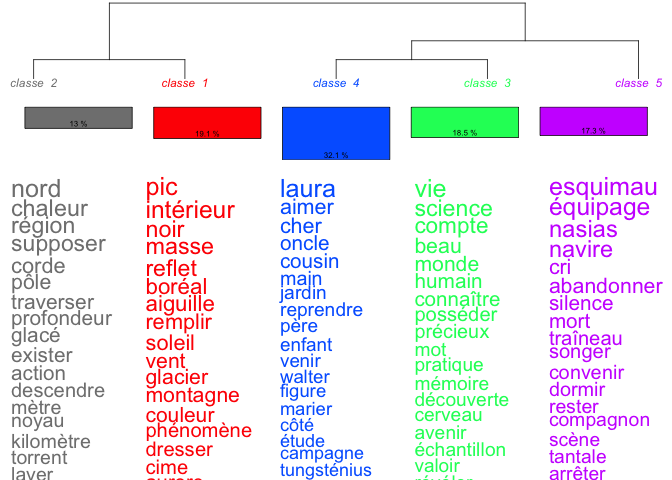 classe 2
classe 1
classe 4
classe 3
classe 5
13 %
19.1 %
32.1 %
18.5 %
17.3 %
nord
chaleur
région
supposer
corde
pôle
traverser
profondeur
glacé
exister
action
descendre
mètre
noyau
kilomètre
torrent
pic
intérieur
noir
masse
reflet
boréal
aiguille
remplir
soleil
vent
glacier
montagne
couleur
phénomène
dresser
cime
laura
aimer
cher
oncle
cousin
main
jardin
reprendre
père
enfant
venir
walter
figure
marier
côté
étude
campagne
tungsténius
vie
science
compte
beau
monde
humain
connaître
posséder
précieux
mot
pratique
mémoire
découverte
cerveau
avenir
échantillon
valoir
esquimau
équipage
nasias
navire
cri
abandonner
silence
mort
traîneau
songer
convenir
dormir
rester
compagnon
scène
tantale
arrêter